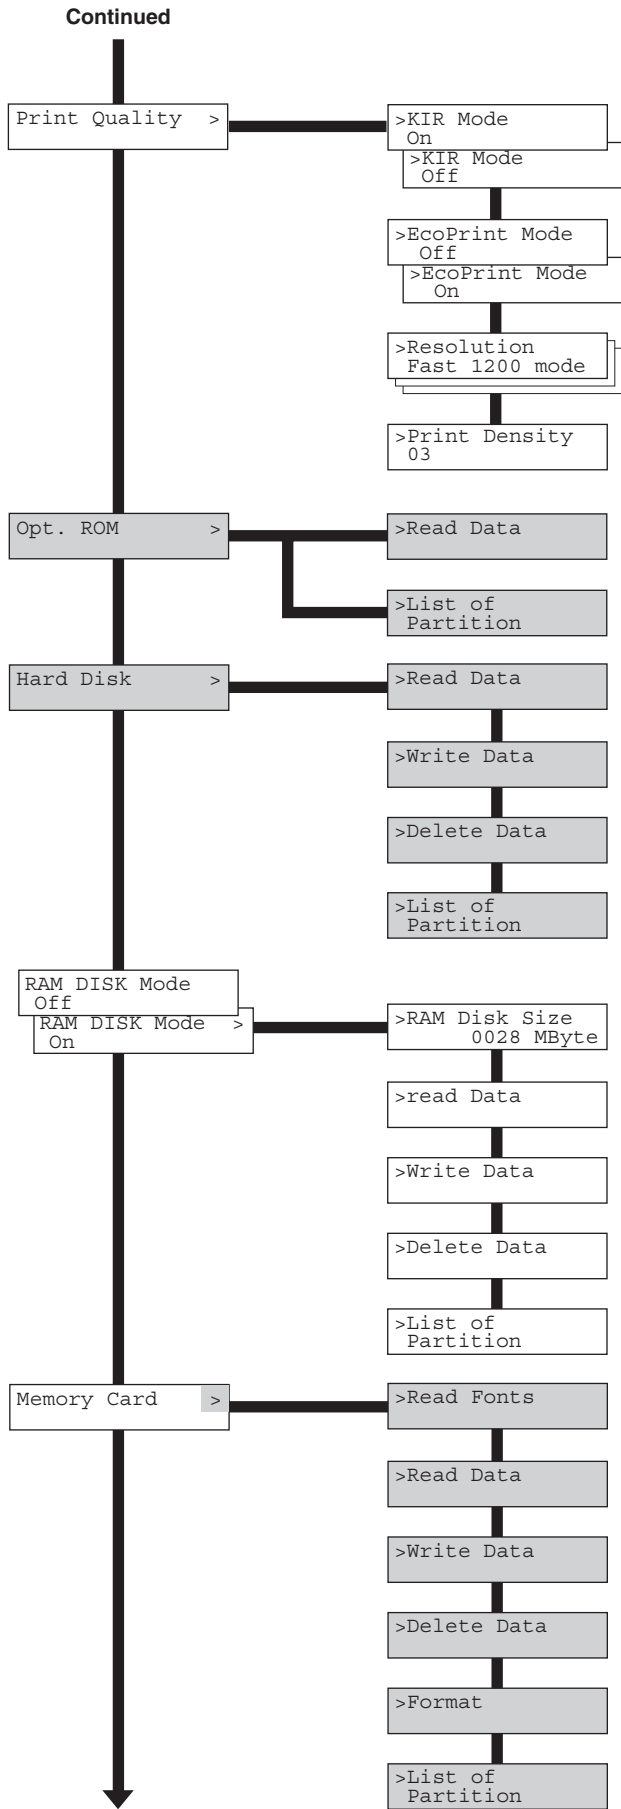 Continued
Print Quality >
>KIR Mode
On
>KIR Mode
Off
>EcoPrint Mode
Off
>EcoPrint Mode
On
>Resolution
Fast 1200 mode
>Print Density
03
Opt. ROM >
>Read Data
>List of
Partition
Hard Disk >
>Read Data
>Write Data
>Delete Data
>List of
Partition
RAM DISK Mode
Off
RAM DISK Mode >
On
>RAM Disk Size
0028 MByte
>read Data
>Write Data
>Delete Data
>List of
Partition
Memory Card >
>Read Fonts
>Read Data
>Write Data
>Delete Data
>Format
>List of
Partition